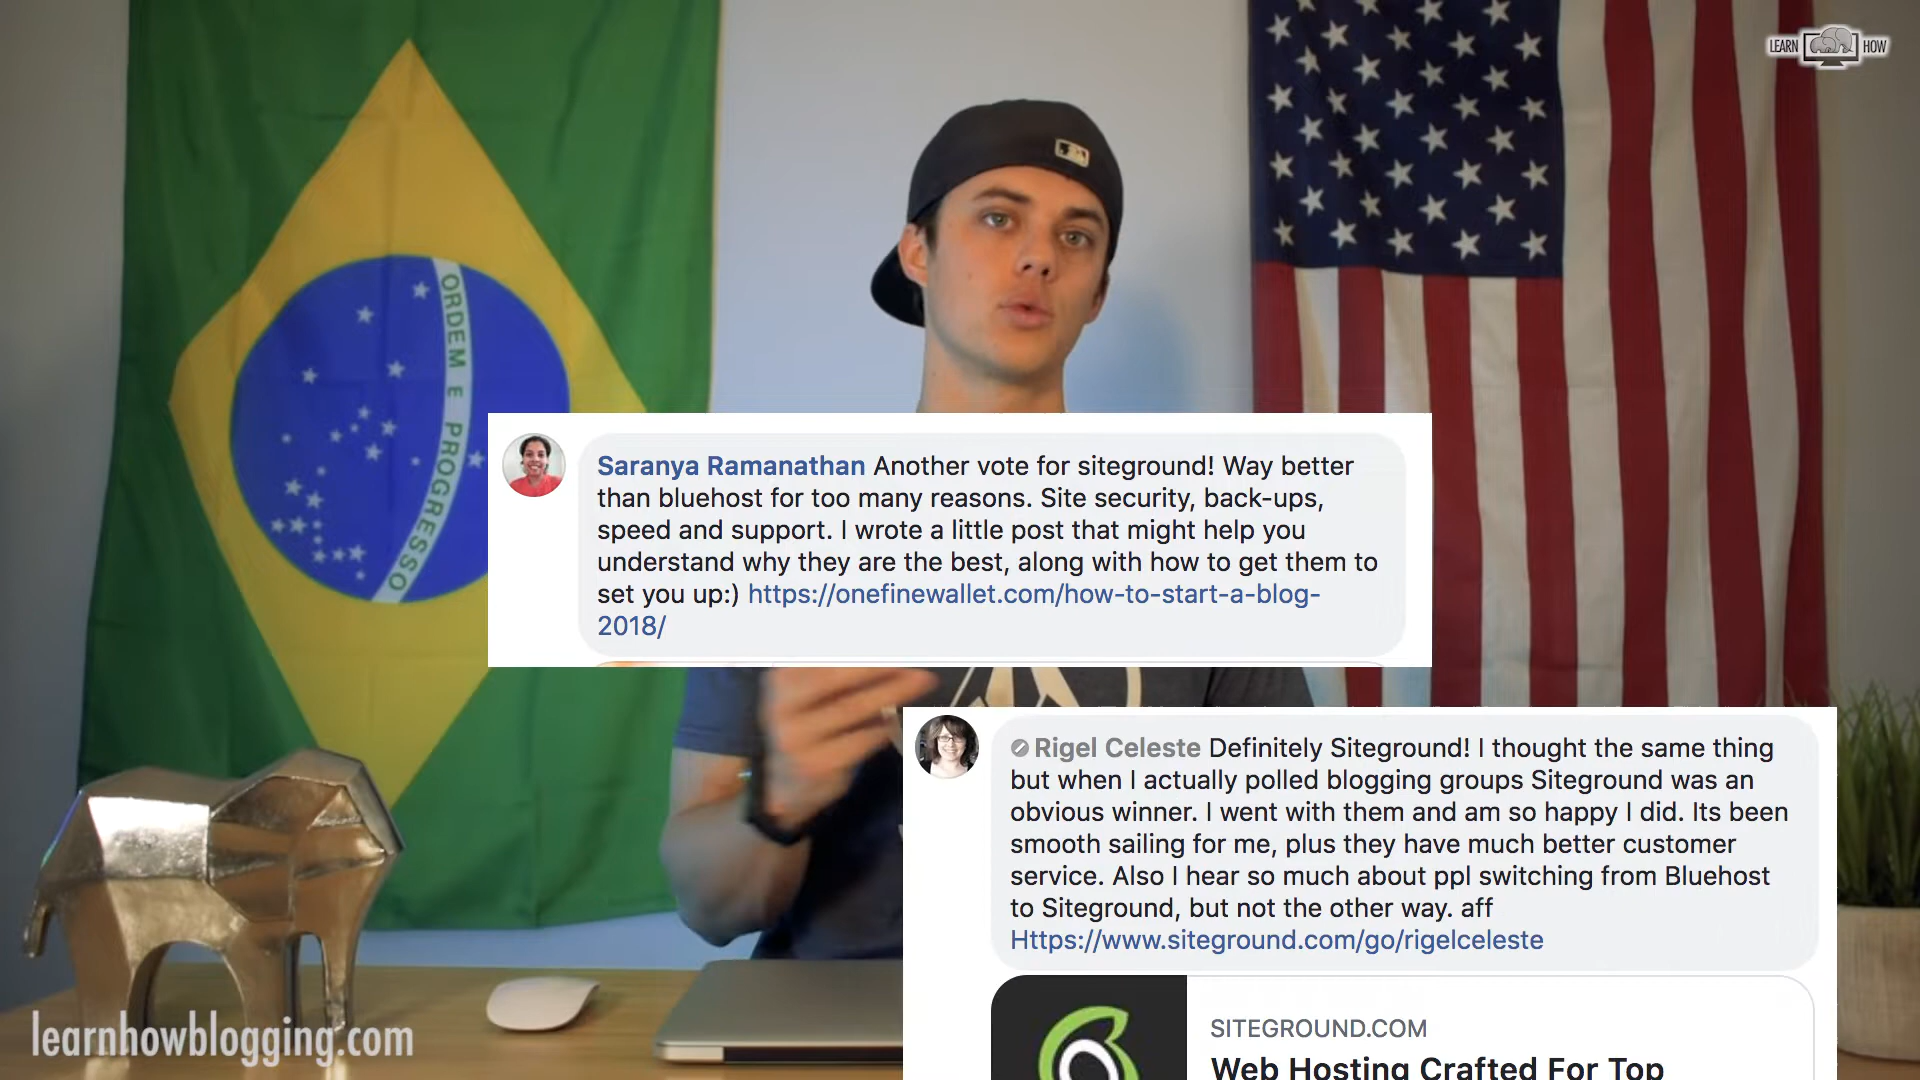 LEARN HOW
ORDEM E PROGRESSO
Saranya Ramanathan Another vote for siteground! Way better
than bluehost for too many reasons. Site security, back-ups,
speed and support. I wrote a little post that might help you
understand why they are the best, along with how to get them to
set you up:) https://onefinewallet.com/how-to-start-a-blog-
2018/
Rigel Celeste Definitely Siteground! I thought the same thing
but when I actually polled blogging groups Siteground was an
obvious winner. I went with them and am so happy I did. Its been
smooth sailing for me, plus they have much better customer
service. Also I hear so much about ppl switching from Bluehost
to Siteground, but not the other way. aff
Https://www.siteground.com/go/rigelceleste
SITEGROUND.COM
Web Hosting Crafted For Top
learnhowblogging.com